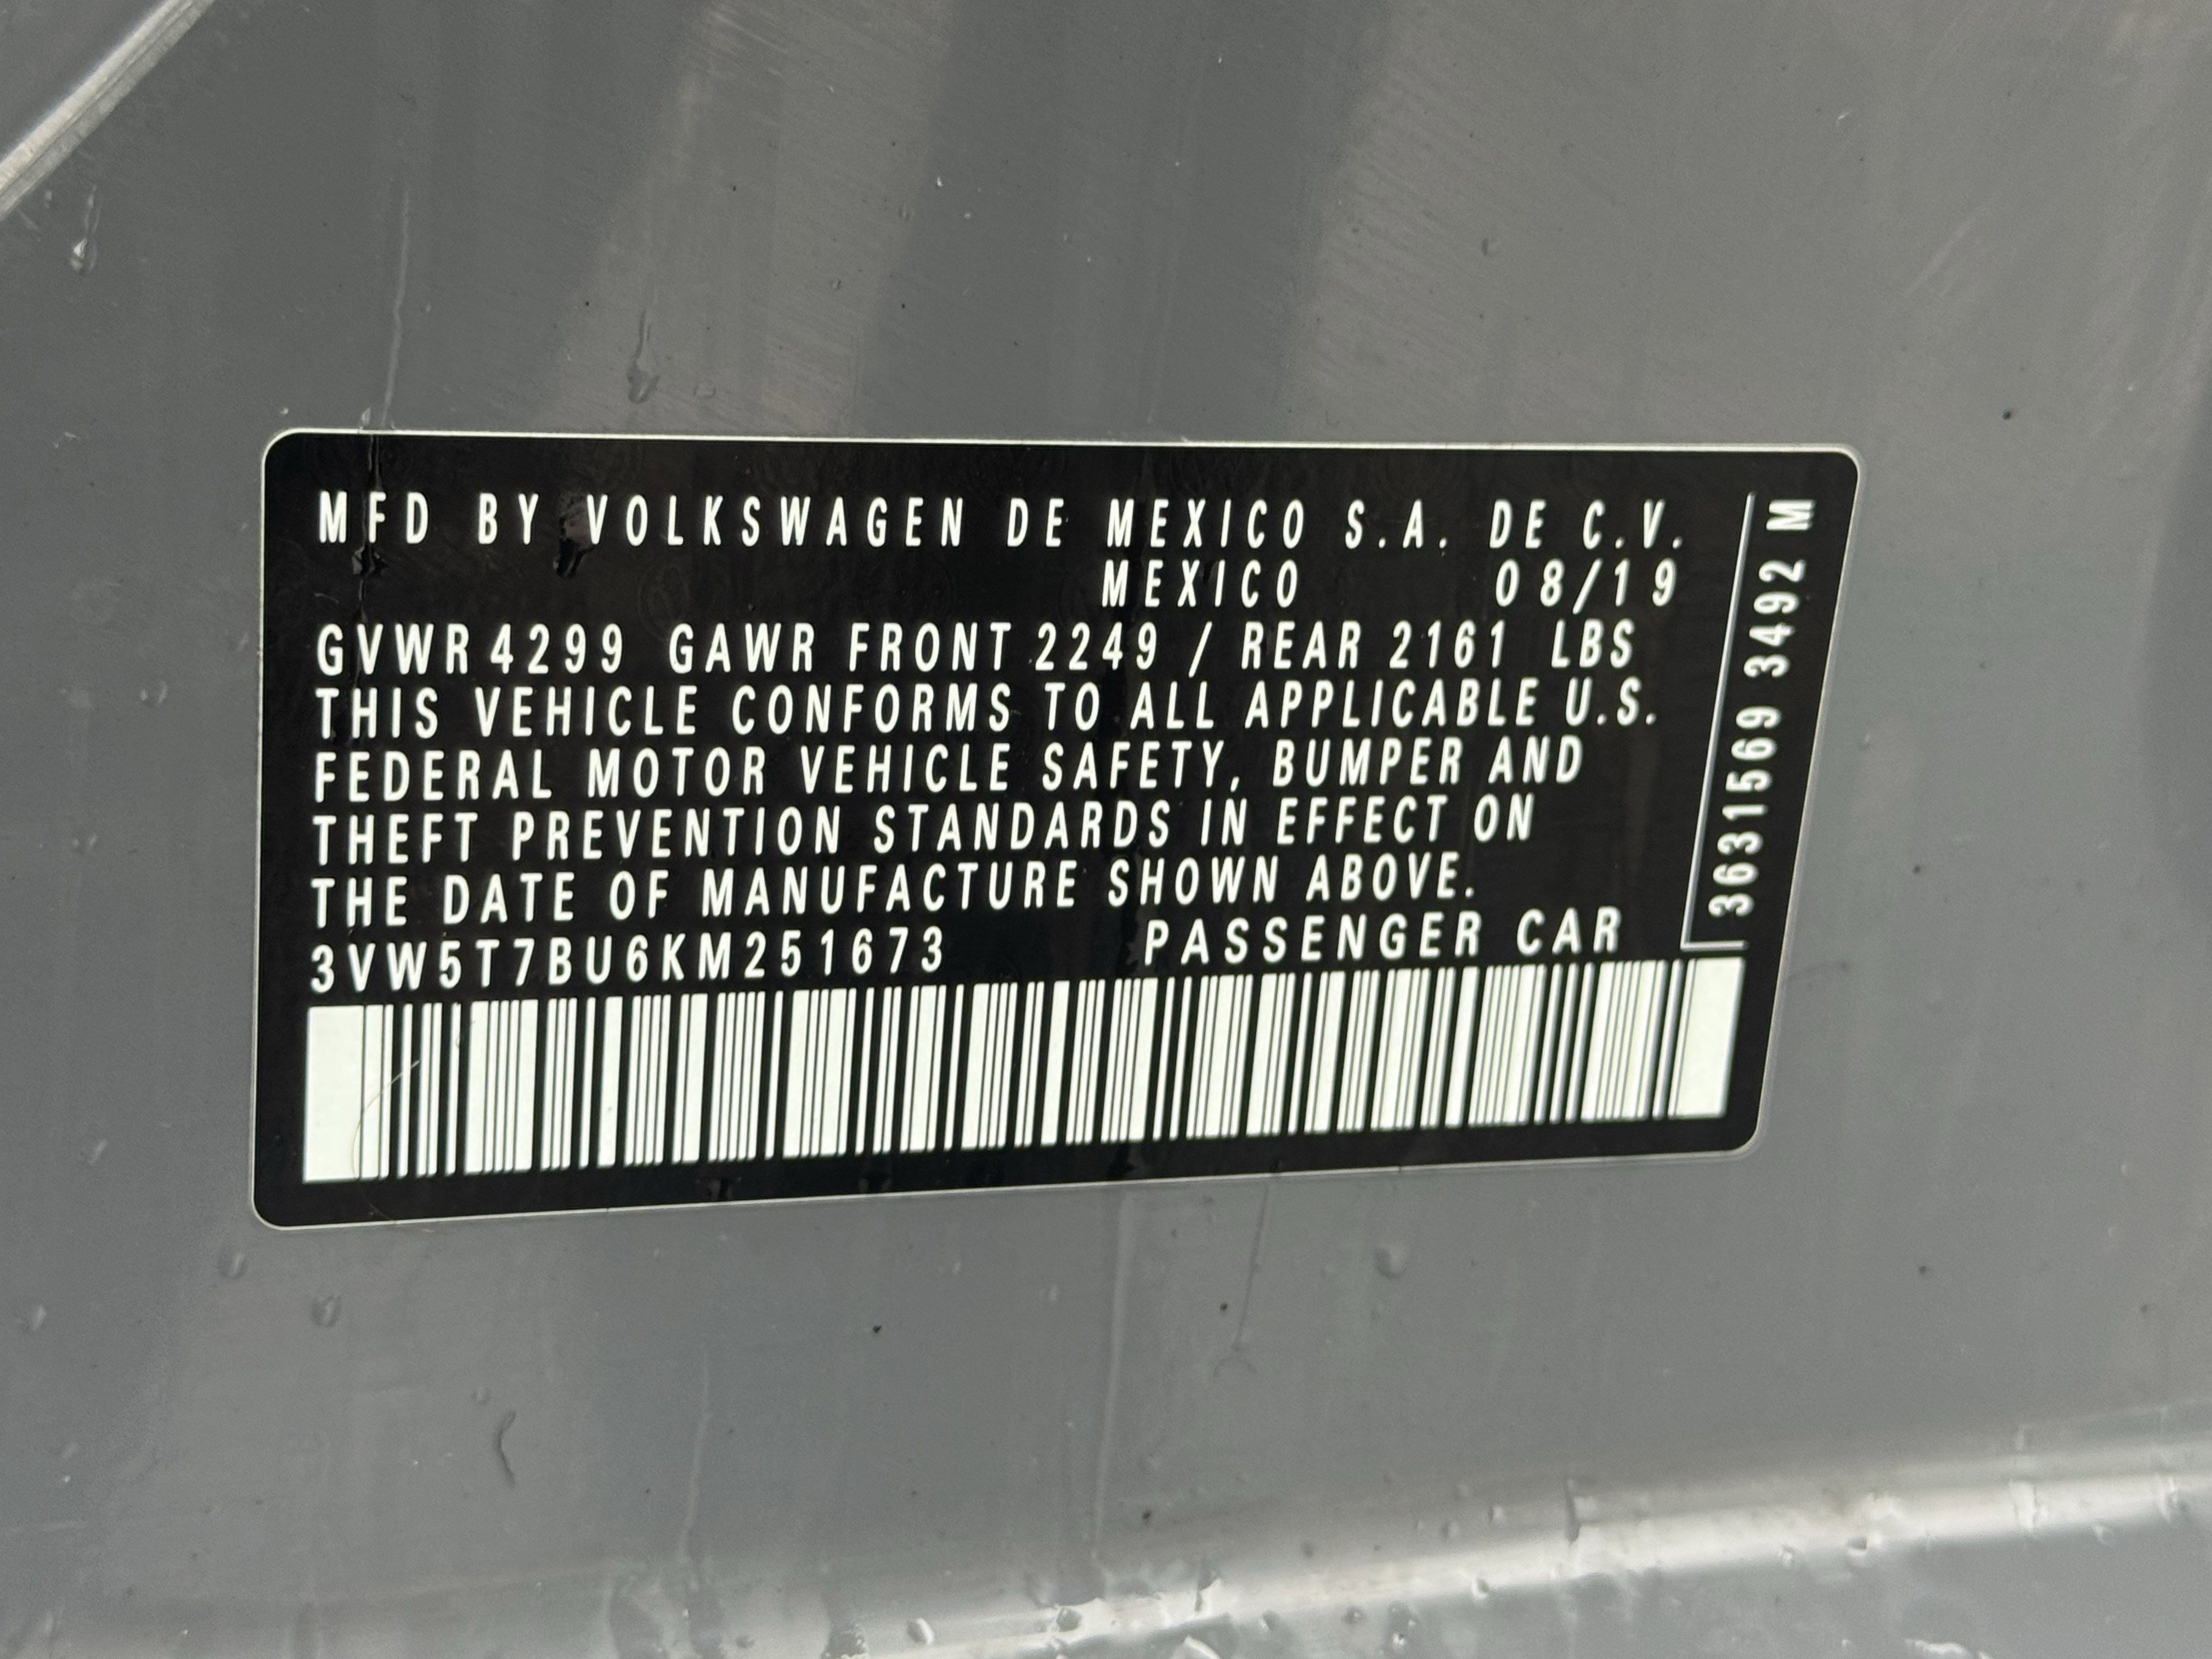 MFD BY VOLKSWAGEN DE MEXICO S.A. DE C.V.
MEXICO 08/19
GVWR 4299 GAWR FRONT 2249 / REAR 2161 LBS
THIS VEHICLE CONFORMS TO ALL APPLICABLE U.S.
FEDERAL MOTOR VEHICLE SAFETY, BUMPER AND
THEFT PREVENTION STANDARDS IN EFFECT ON
THE DATE OF MANUFACTURE SHOWN ABOVE.
3VW5T7BU6KM251673 PASSENGER CAR
3631569 3492 M